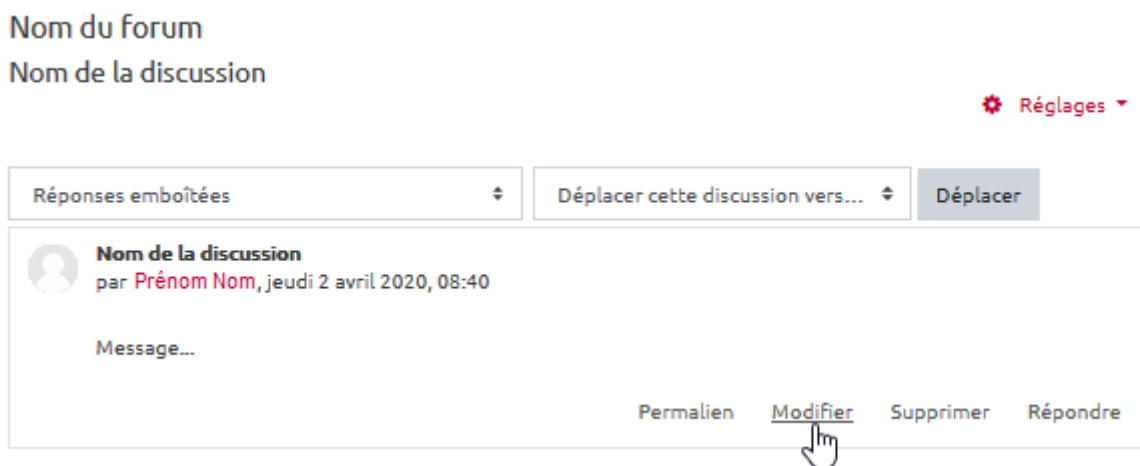 Nom du forum
Nom de la discussion
Réglages
Réponses emboîtées Déplacer cette discussion vers... Déplacer
Nom de la discussion
par Prénom Nom, jeudi 2 avril 2020, 08:40
Message...
Permalien Modifier Supprimer Répondre